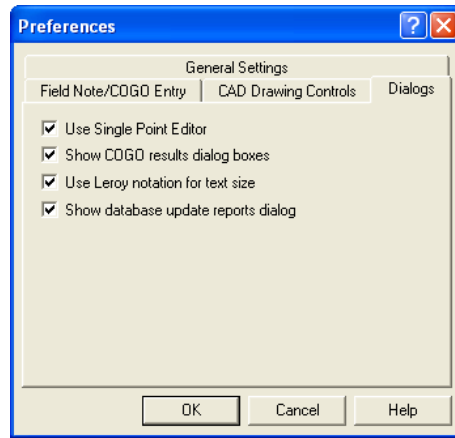 Preferences
General Settings
Field Note/COGO Entry CAD Drawing Controls Dialogs
Use Single Point Editor
Show COGO results dialog boxes
Use Leroy notation for text size
Show database update reports dialog
OK Cancel Help